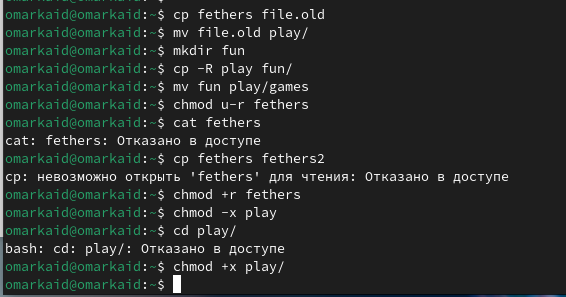 omarkaid@omarkaid:~$ cp fethers file.old
omarkaid@omarkaid:~$ mv file.old play/
omarkaid@omarkaid:~$ mkdir fun
omarkaid@omarkaid:~$ cp -R play fun/
omarkaid@omarkaid:~$ mv fun play/games
omarkaid@omarkaid:~$ chmod u-r fethers
omarkaid@omarkaid:~$ cat fethers
cat: fethers: Отказано в доступе
omarkaid@omarkaid:~$ cp fethers fethers2
cp: невозможно открыть 'fethers' для чтения: Отказано в доступе
omarkaid@omarkaid:~$ chmod +r fethers
omarkaid@omarkaid:~$ chmod -x play
omarkaid@omarkaid:~$ cd play/
bash: cd: play/: Отказано в доступе
omarkaid@omarkaid:~$ chmod +x play/
omarkaid@omarkaid:~$